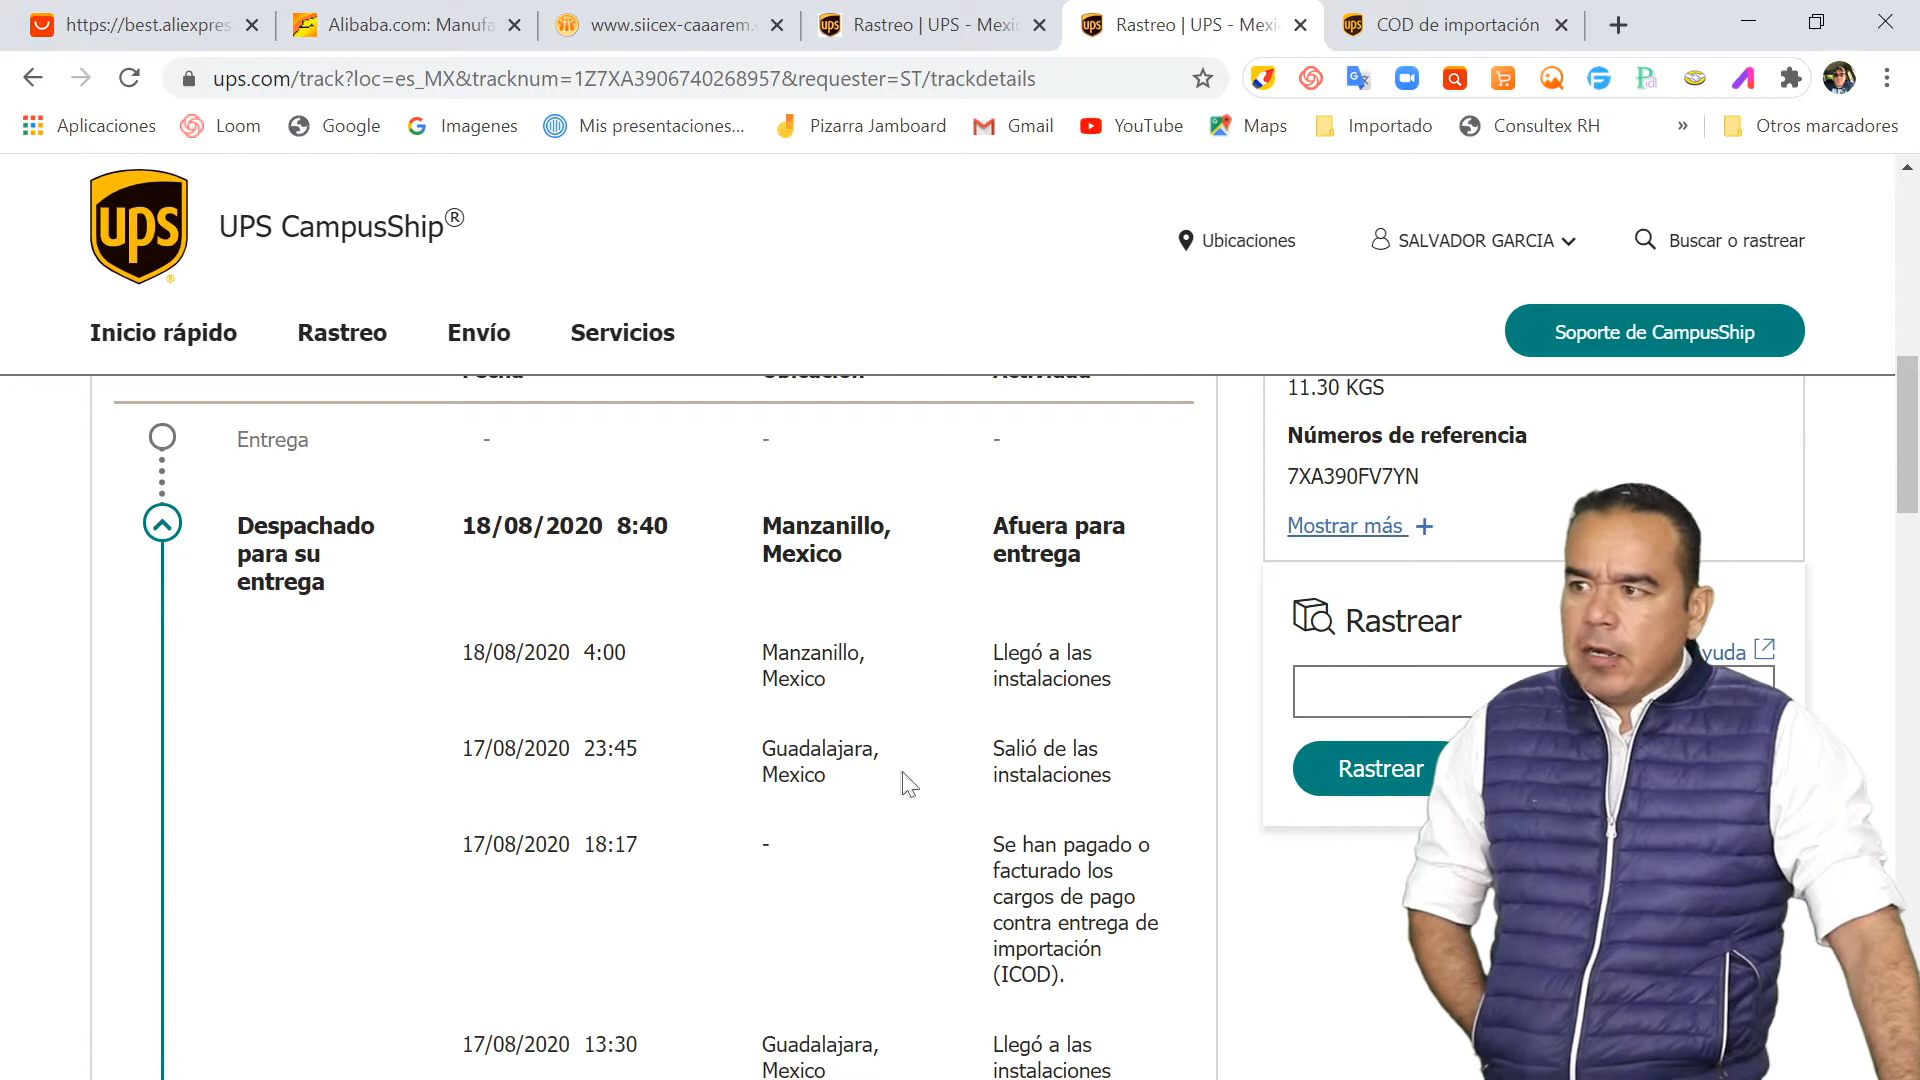 https://best.aliexpres
Alibaba.com: Manufa
www.siicex-caaarem.
Rastreo | UPS - Mexi
Rastreo | UPS - Mexi
COD de importación
ups.com/track?loc=es_MX&tracknum=1Z7XA3906740268957&requester=ST/trackdetails
Aplicaciones
Loom
Google
Imagenes
Mis presentaciones...
Pizarra Jamboard
Gmail
YouTube
Maps
Importado
Consultex RH
»
Otros marcadores
ups
UPS CampusShip®
Ubicaciones
SALVADOR GARCIA
Buscar o rastrear
Inicio rápido
Rastreo
Envío
Servicios
Soporte de CampusShip
Entrega - - -
Despachado
para su
entrega
18/08/2020 8:40
Manzanillo,
Mexico
Afuera para
entrega
18/08/2020 4:00
Manzanillo,
Mexico
Llegó a las
instalaciones
17/08/2020 23:45
Guadalajara,
Mexico
Salió de las
instalaciones
17/08/2020 18:17
-
Se han pagado o
facturado los
cargos de pago
contra entrega de
importación
(ICOD).
17/08/2020 13:30
Guadalajara,
Mexico
Llegó a las
instalaciones
11.30 KGS
Números de referencia
7XA390FV7YN
Mostrar más +
Rastrear
yuda
Rastrear